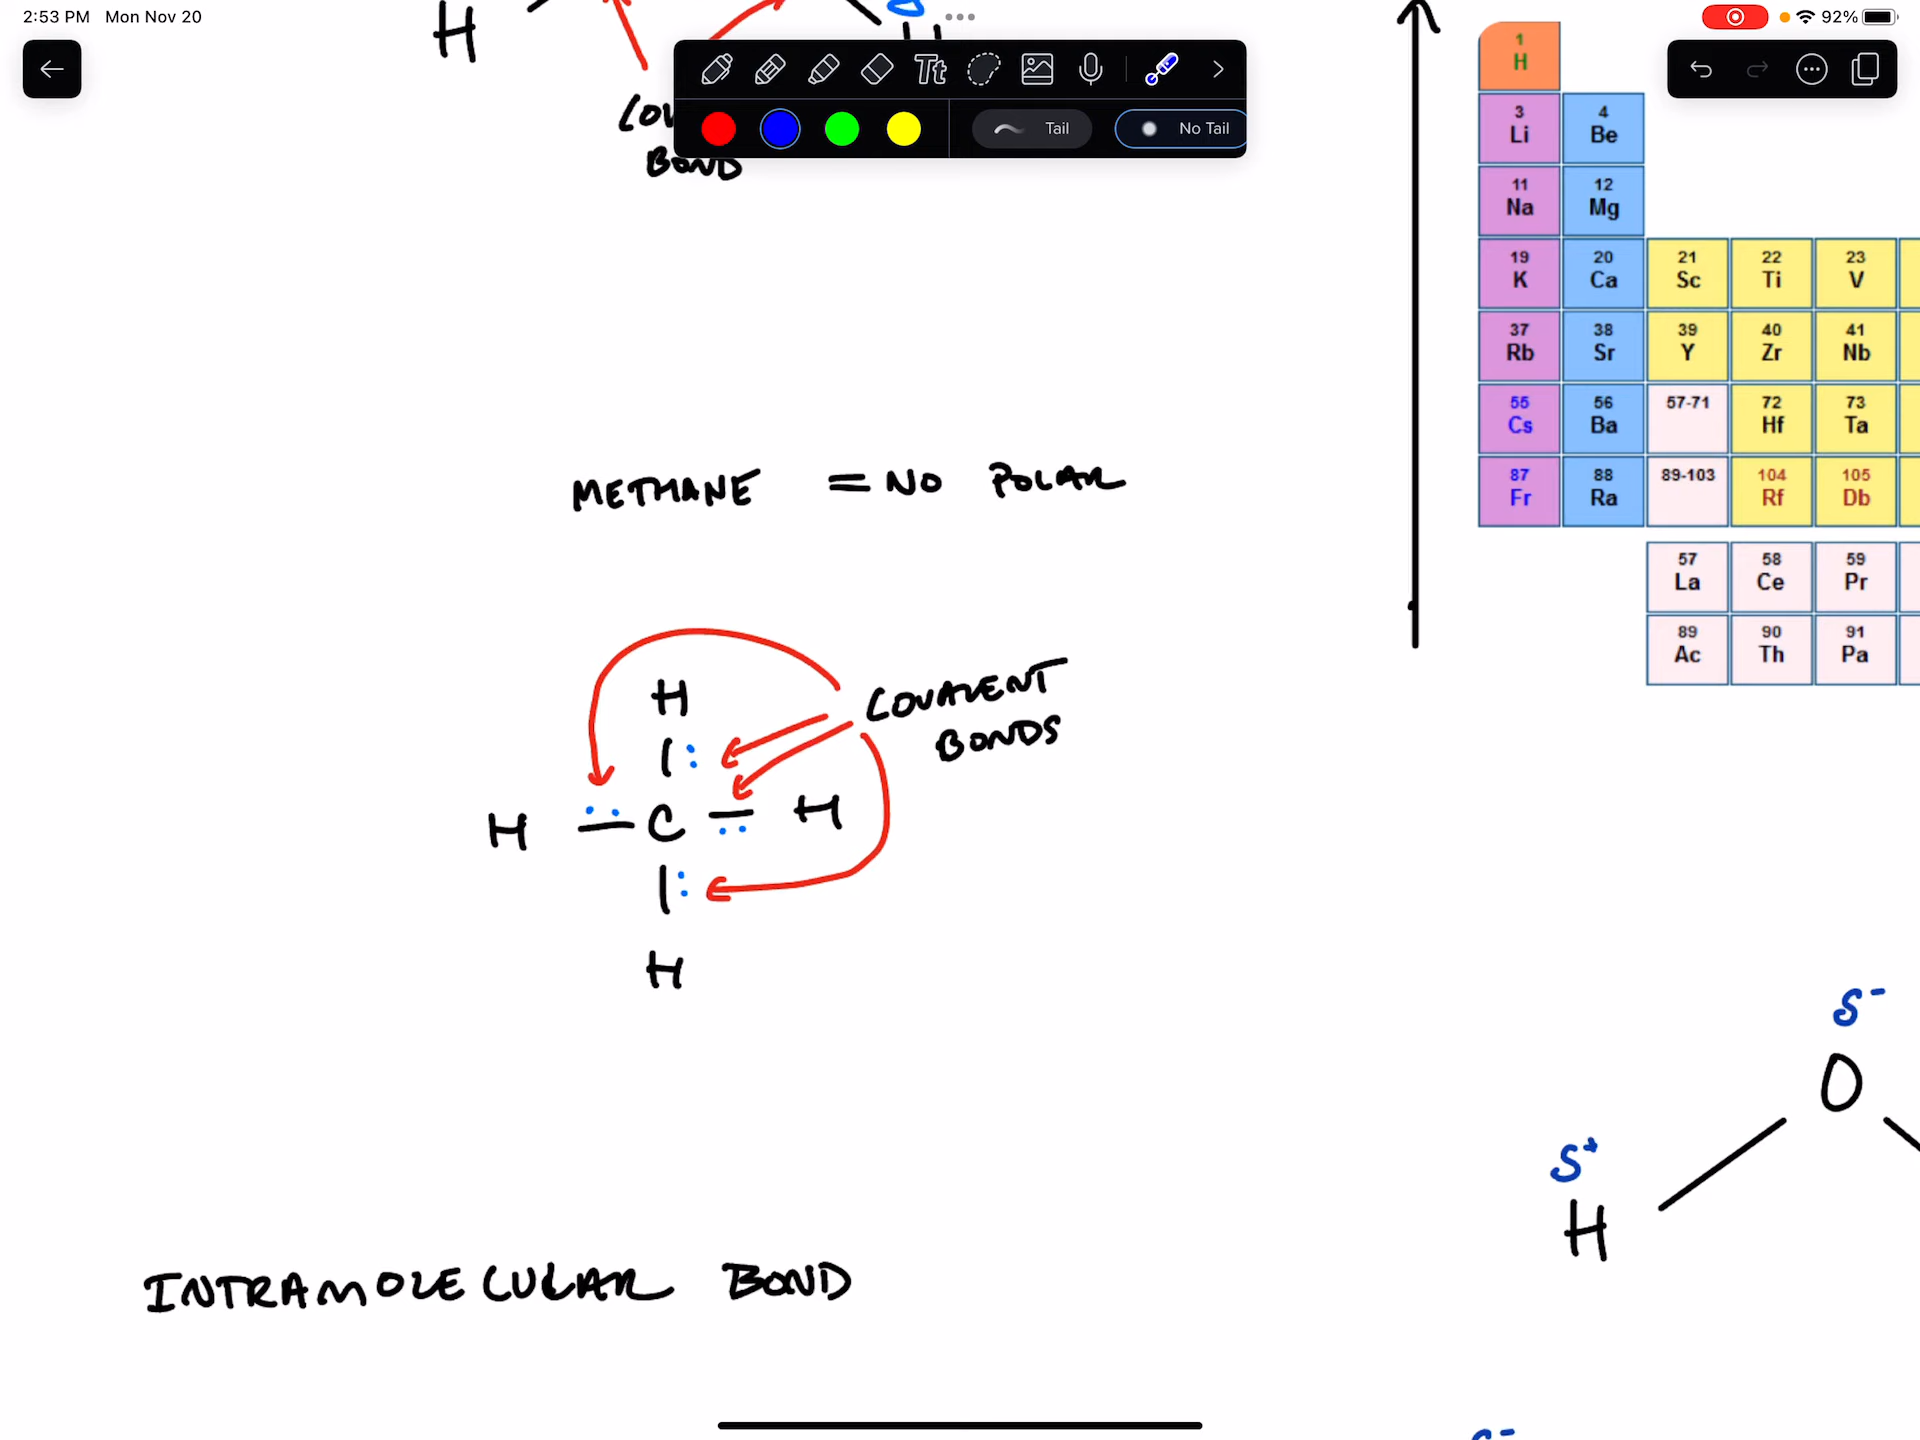 2:53 PM Mon Nov 20
92%
Tt
Tail
No Tail
H
BOND
1
H
3
Li
4
Be
11
Na
12
Mg
19
K
20
Ca
21
Sc
22
Ti
23
V
37
Rb
38
Sr
39
Y
40
Zr
41
Nb
55
Cs
56
Ba
57-71
72
Hf
73
Ta
87
Fr
88
Ra
89-103
104
Rf
105
Db
57
La
58
Ce
59
Pr
89
Ac
90
Th
91
Pa
METHANE = NO POLAR
COVALENT
BONDS
H
H C H
H
δ-
O
δ+
H
INTRAMOLECULAR BOND